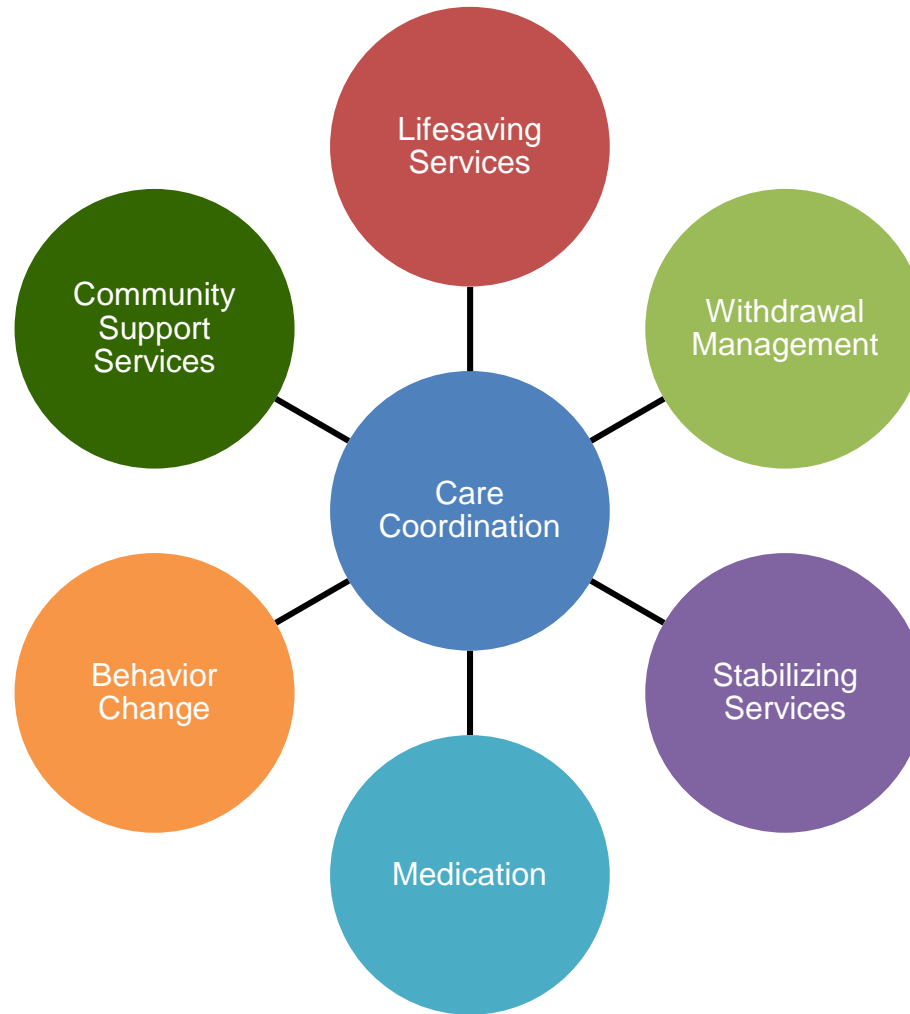 Lifesaving
Services
Community
Support
Services
Withdrawal
Management
Care
Coordination
Behavior
Change
Stabilizing
Services
Medication